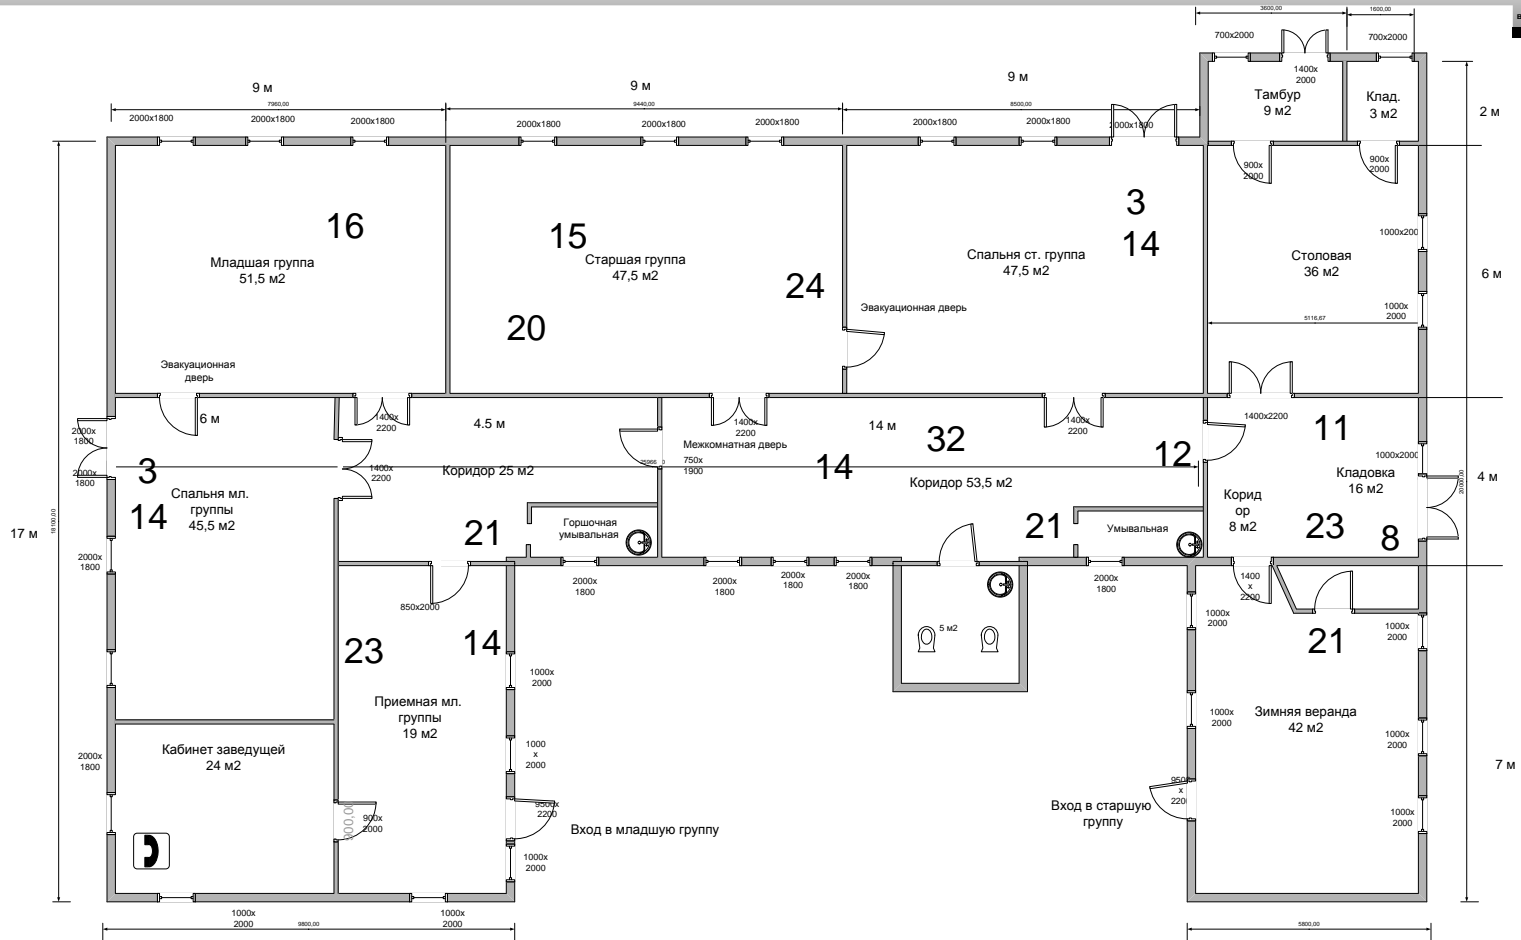 3600,00
1600,00
в
700x2000
700x2000
9 м
9 м
9 м
7960,00
9440,00
8500,00
1400x
2000
Тамбур
9 м2
Клад.
3 м2
2 м
2000x1800
2000x1800
2000x1800
2000x1800
2000x1800
2000x1800
2000x1800
2000x1800
2000x1800
900x
2000
900x
2000
16
15
3
14
1000x200
Младшая группа
51,5 м2
Старшая группа
47,5 м2
Спальня ст. группа
47,5 м2
Столовая
36 м2
6 м
24
20
Эвакуационная дверь
1000x
2000
5116,67
Эвакуационная
дверь
6 м
1400x
2200
4.5 м
1400x
2200
14 м
1400x
2200
1400x2200
11
2000x
1800
2000x
1800
Межкомнатная дверь
750x
1900
32
12
1000x2000
3
14
1400x
2200
Коридор 25 м2
14
Коридор 53,5 м2
Кладовка
16 м2
4 м
Спальня мл.
группы
45,5 м2
Корид
ор
8 м2
20000,00
17 м
18100,00
21
Горшочная
умывальная
21
Умывальная
23
8
2000x
1800
2000x
1800
2000x
1800
2000x
1800
2000x
1800
2000x
1800
1400
x
2200
850x2000
1000x
2000
1000x
2000
23
14
5 м2
21
1000x
2000
Приемная мл.
группы
19 м2
1000x
2000
Зимняя веранда
42 м2
1000x
2000
Кабинет заведущей
24 м2
2000x
1800
1000
x
2000
7 м
9500
x
220
9500x
2200
900x
2000
Вход в младшую группу
Вход в старшую
группу
1000x
2000
1000x
2000
1000x
2000
1000x
2000
9800,00
5800,00